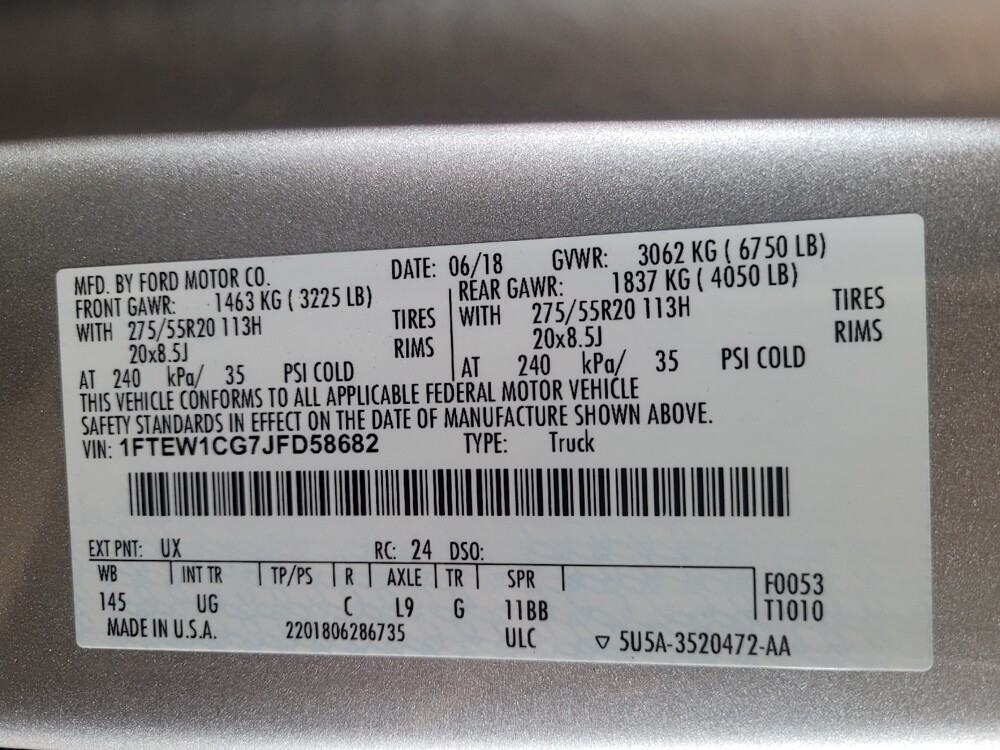 MFD. BY FORD MOTOR CO. DATE: 06/18 GVWR: 3062 KG ( 6750 LB)
FRONT GAWR: 1463 KG ( 3225 LB) REAR GAWR: 1837 KG ( 4050 LB)
WITH 275/55R20 113H TIRES WITH 275/55R20 113H TIRES
20x8.5J RIMS 20x8.5J RIMS
AT 240 kPa/ 35 PSI COLD AT 240 kPa/ 35 PSI COLD
THIS VEHICLE CONFORMS TO ALL APPLICABLE FEDERAL MOTOR VEHICLE
SAFETY STANDARDS IN EFFECT ON THE DATE OF MANUFACTURE SHOWN ABOVE.
VIN: 1FTEW1CG7JFD58682 TYPE: Truck
EXT PNT: UX RC: 24 DSO:
WB INT TR TP/PS R AXLE TR SPR F0053
145 UG C L9 G 11BB T1010
MADE IN U.S.A. 2201806286735 ULC ▽ 5U5A-3520472-AA